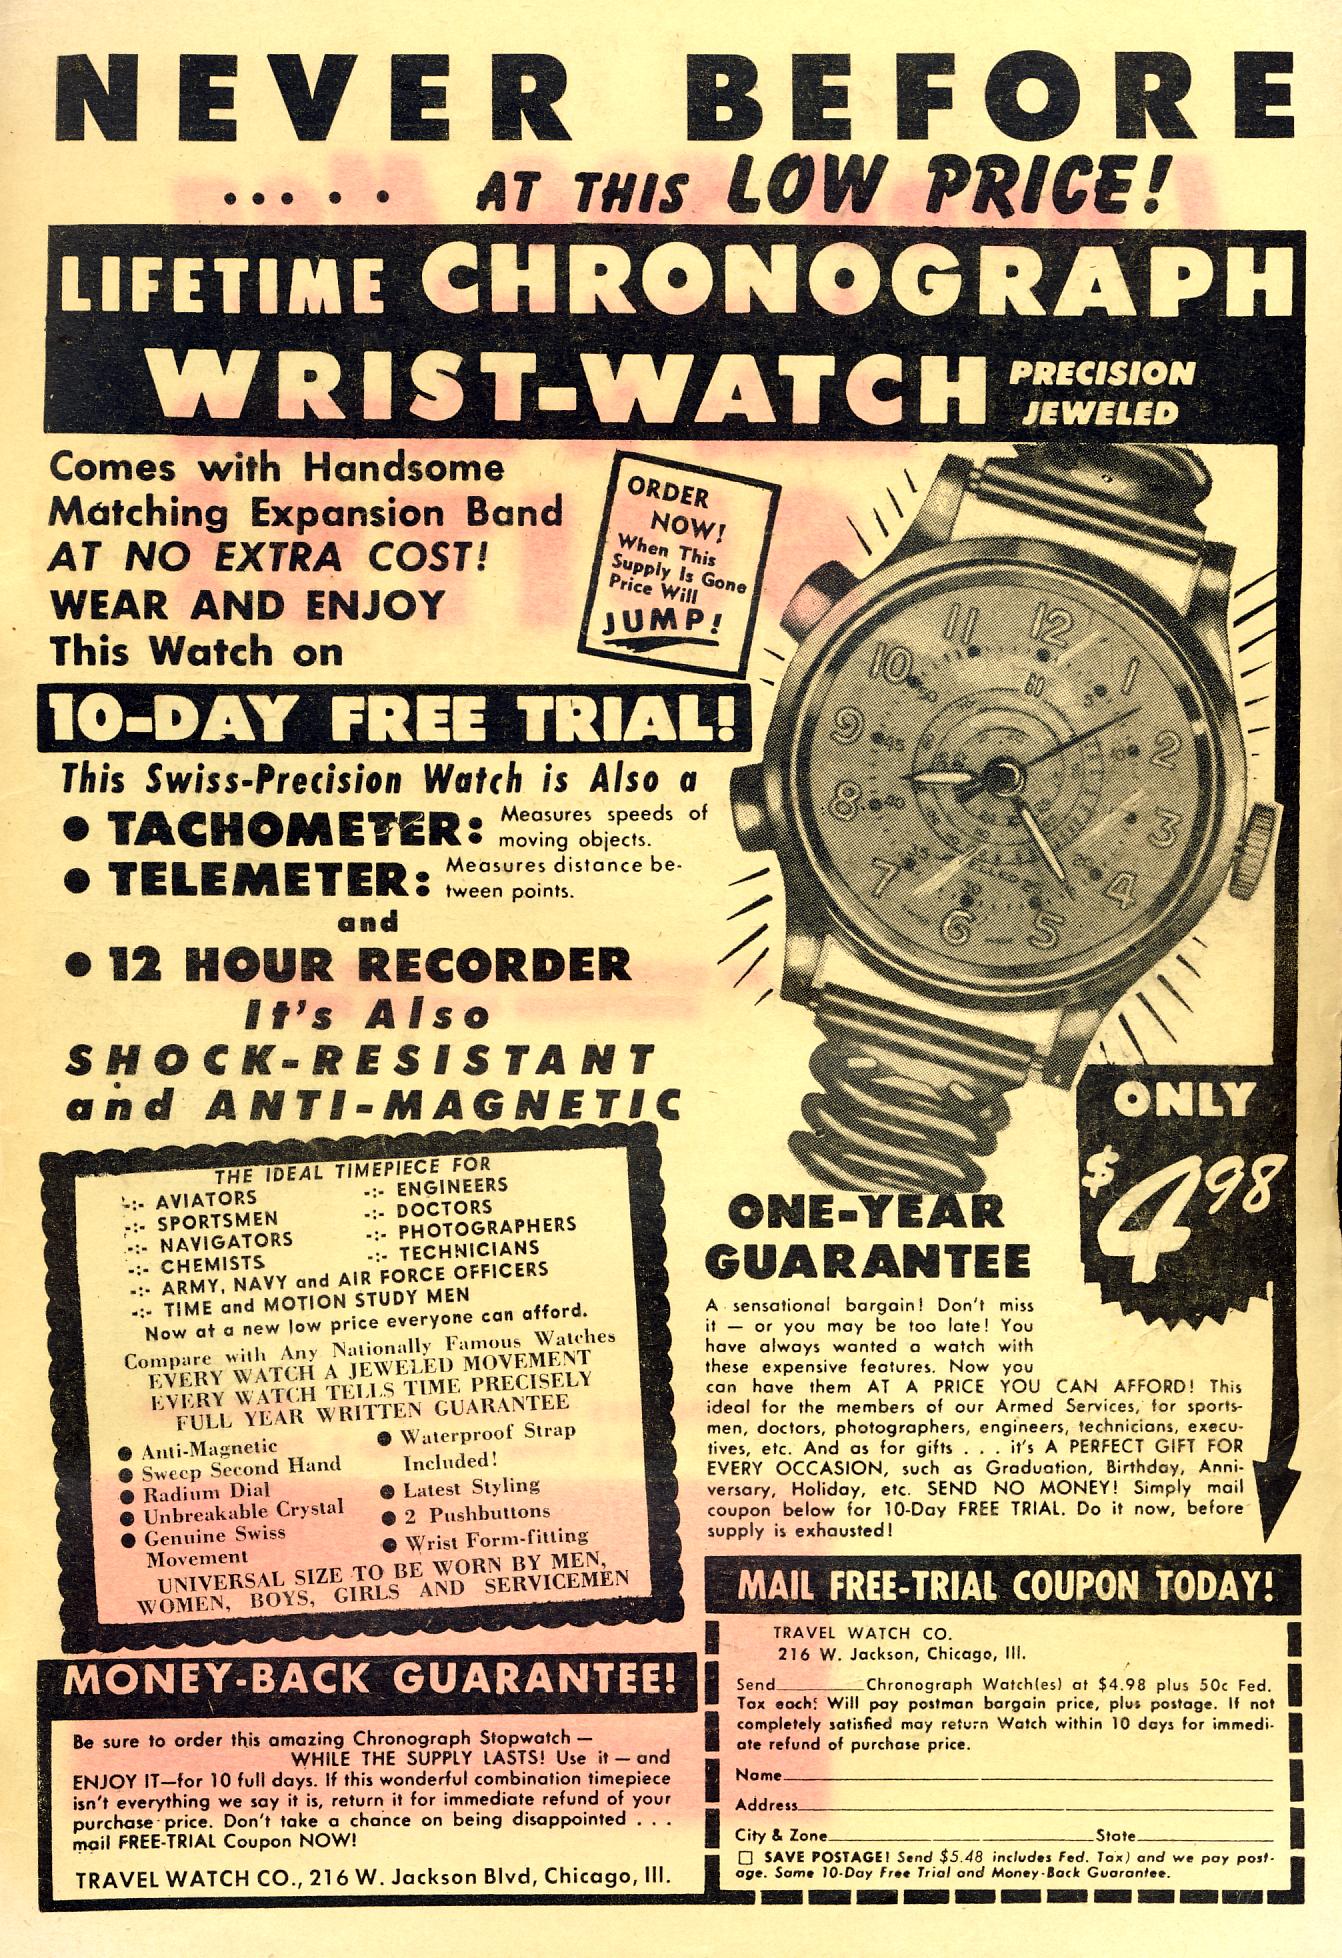 NEVER BEFORE
..... AT THIS LOW PRICE!
LIFETIME CHRONOGRAPH
WRIST-WATCH PRECISION
JEWELED
Comes with Handsome
Matching Expansion Band
AT NO EXTRA COST!
WEAR AND ENJOY
This Watch on
ORDER
NOW!
When This
Supply Is Gone
Price Will
JUMP!
10-DAY FREE TRIAL!
This Swiss-Precision Watch is Also a
• TACHOMETER: Measures speeds of
moving objects.
• TELEMETER: Measures distance be-
tween points.
and
• 12 HOUR RECORDER
It's Also
SHOCK-RESISTANT
and ANTI-MAGNETIC
11 12
10 1
9 2
8 3
7 4
6 5
ONLY
$4 98
THE IDEAL TIMEPIECE FOR
-:- AVIATORS -:- ENGINEERS
-:- SPORTSMEN -:- DOCTORS
-:- NAVIGATORS -:- PHOTOGRAPHERS
-:- CHEMISTS -:- TECHNICIANS
-:- ARMY, NAVY and AIR FORCE OFFICERS
-:- TIME and MOTION STUDY MEN
Now at a new low price everyone can afford.
Compare with Any Nationally Famous Watches
EVERY WATCH A JEWELED MOVEMENT
EVERY WATCH TELLS TIME PRECISELY
FULL YEAR WRITTEN GUARANTEE
• Anti-Magnetic
• Sweep Second Hand
• Radium Dial
• Unbreakable Crystal
• Genuine Swiss
Movement
• Waterproof Strap
Included!
• Latest Styling
• 2 Pushbuttons
• Wrist Form-fitting
UNIVERSAL SIZE TO BE WORN BY MEN,
WOMEN, BOYS, GIRLS AND SERVICEMEN
ONE-YEAR
GUARANTEE
A sensational bargain! Don't miss
it — or you may be too late! You
have always wanted a watch with
these expensive features. Now you
can have them AT A PRICE YOU CAN AFFORD! This
ideal for the members of our Armed Services, for sports-
men, doctors, photographers, engineers, technicians, execu-
tives, etc. And as for gifts . . . it's A PERFECT GIFT FOR
EVERY OCCASION, such as Graduation, Birthday, Anni-
versary, Holiday, etc. SEND NO MONEY! Simply mail
coupon below for 10-Day FREE TRIAL. Do it now, before
supply is exhausted!
MONEY-BACK GUARANTEE!
Be sure to order this amazing Chronograph Stopwatch —
WHILE THE SUPPLY LASTS! Use it — and
ENJOY IT—for 10 full days. If this wonderful combination timepiece
isn't everything we say it is, return it for immediate refund of your
purchase price. Don't take a chance on being disappointed . . .
mail FREE-TRIAL Coupon NOW!
TRAVEL WATCH CO., 216 W. Jackson Blvd, Chicago, Ill.
MAIL FREE-TRIAL COUPON TODAY!
TRAVEL WATCH CO.
216 W. Jackson, Chicago, Ill.
Send________Chronograph Watch(es) at $4.98 plus 50c Fed.
Tax each: Will pay postman bargain price, plus postage. If not
completely satisfied may return Watch within 10 days for immedi-
ate refund of purchase price.
Name
Address
City & Zone State
☐ SAVE POSTAGE! Send $5.48 includes Fed. Tax) and we pay post-
age. Same 10-Day Free Trial and Money-Back Guarantee.